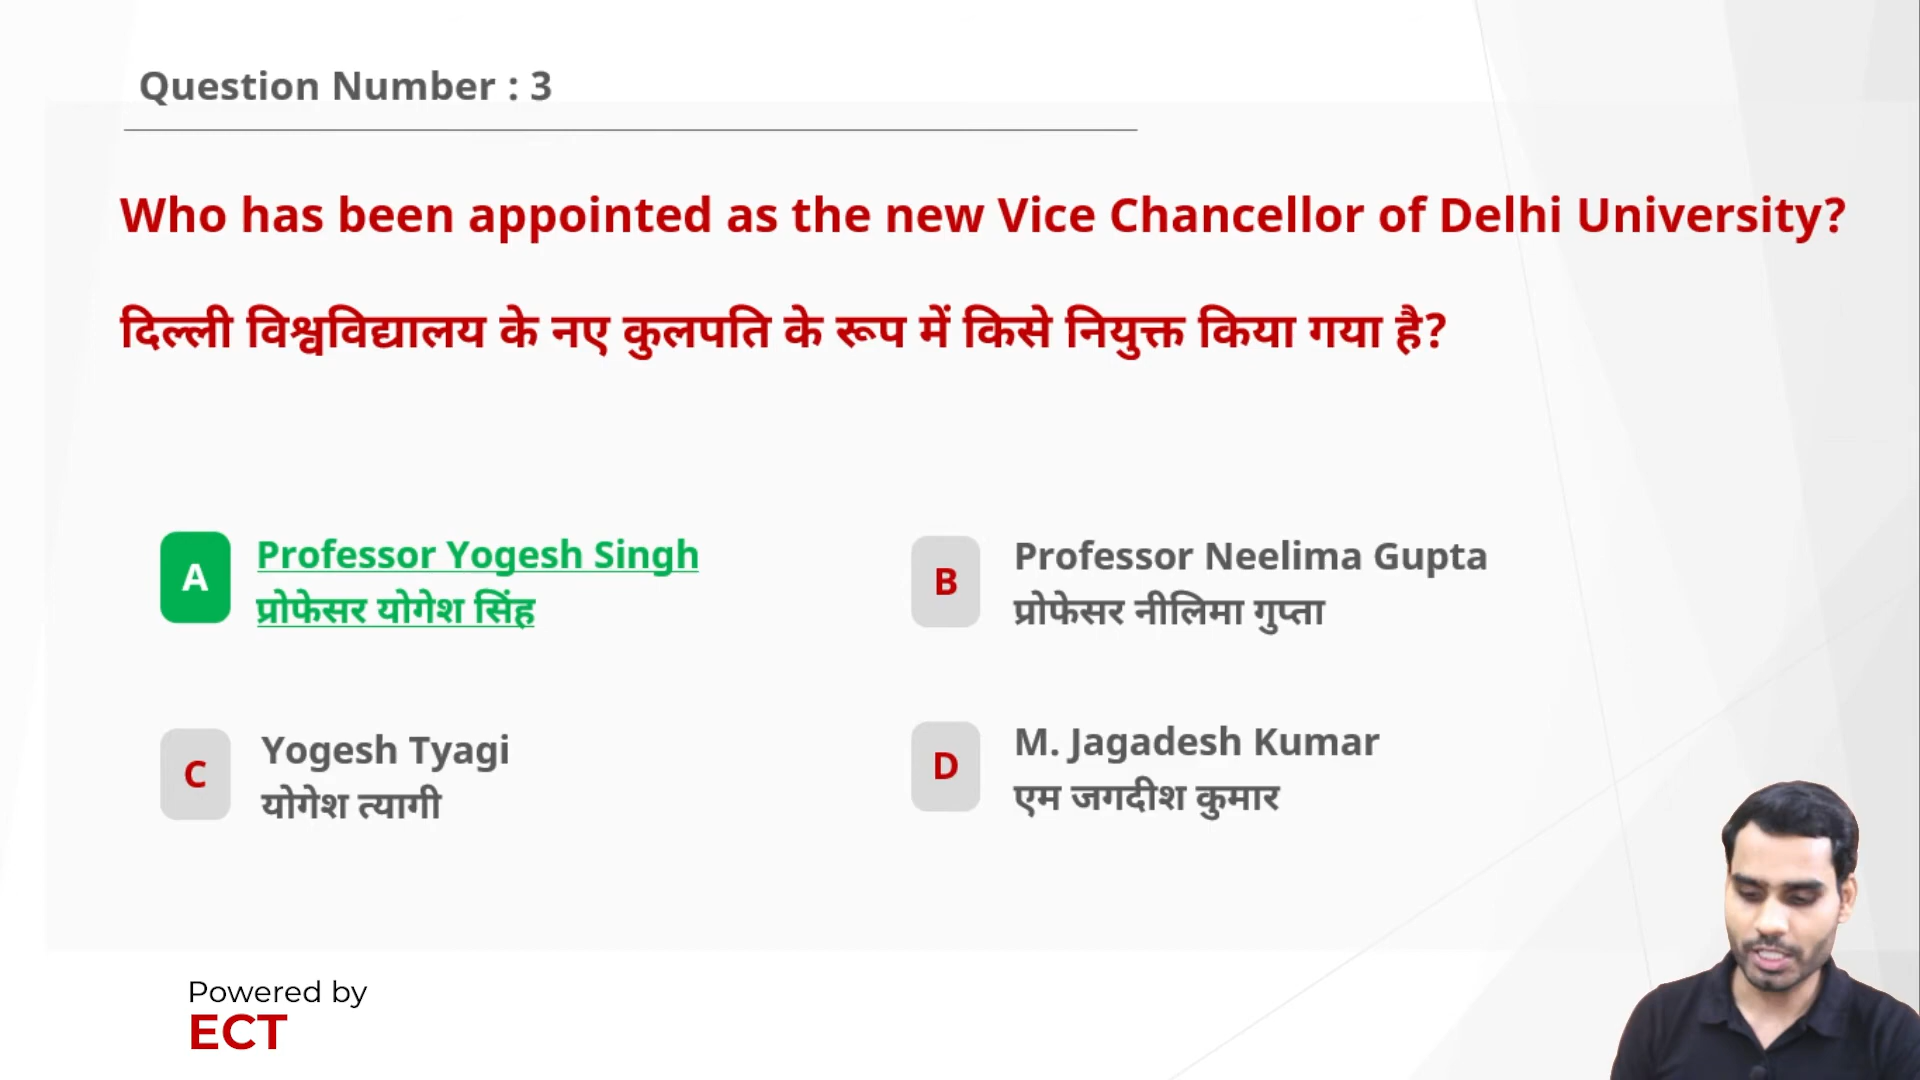 Question Number : 3
Who has been appointed as the new Vice Chancellor of Delhi University?
दिल्ली विश्वविद्यालय के नए कुलपति के रूप में किसे नियुक्त किया गया है?
A
Professor Yogesh Singh
प्रोफेसर योगेश सिंह
B
Professor Neelima Gupta
प्रोफेसर नीलिमा गुप्ता
C
Yogesh Tyagi
योगेश त्यागी
D
M. Jagadesh Kumar
एम जगदीश कुमार
Powered by
ECT